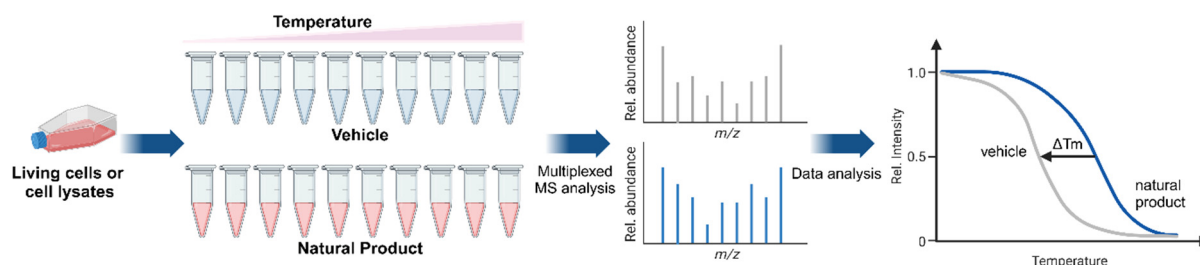 Temperature
Vehicle
Living cells or
cell lysates
Natural Product
Multiplexed
MS analysis
Rel. abundance
m/z
Rel. abundance
m/z
Data analysis
Rel. Intensity
1.0
0.5
0
vehicle
ΔTm
natural
product
Temperature